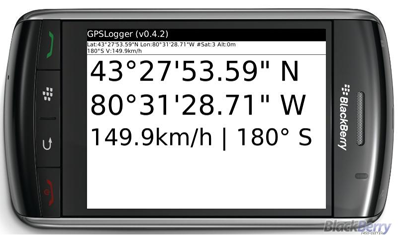 GPSLogger (v0.4.2)
Lat:43°27'53.59"N Lon:80°31'28.71"W #Sat:3 Alt:0m
180°S V:149.9km/h
43°27'53.59" N
80°31'28.71" W
149.9km/h | 180° S
BlackBerry
BlackBerry